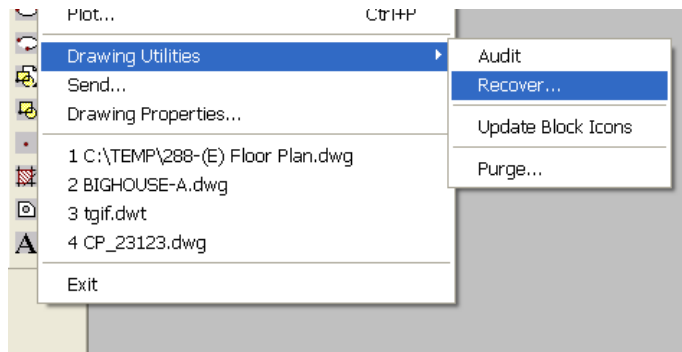 Plot... Ctrl+P
Drawing Utilities
Send...
Drawing Properties...
1 C:\TEMP\288-(E) Floor Plan.dwg
2 BIGHOUSE-A.dwg
3 tgif.dwt
4 CP_23123.dwg
Exit
Audit
Recover...
Update Block Icons
Purge...
A